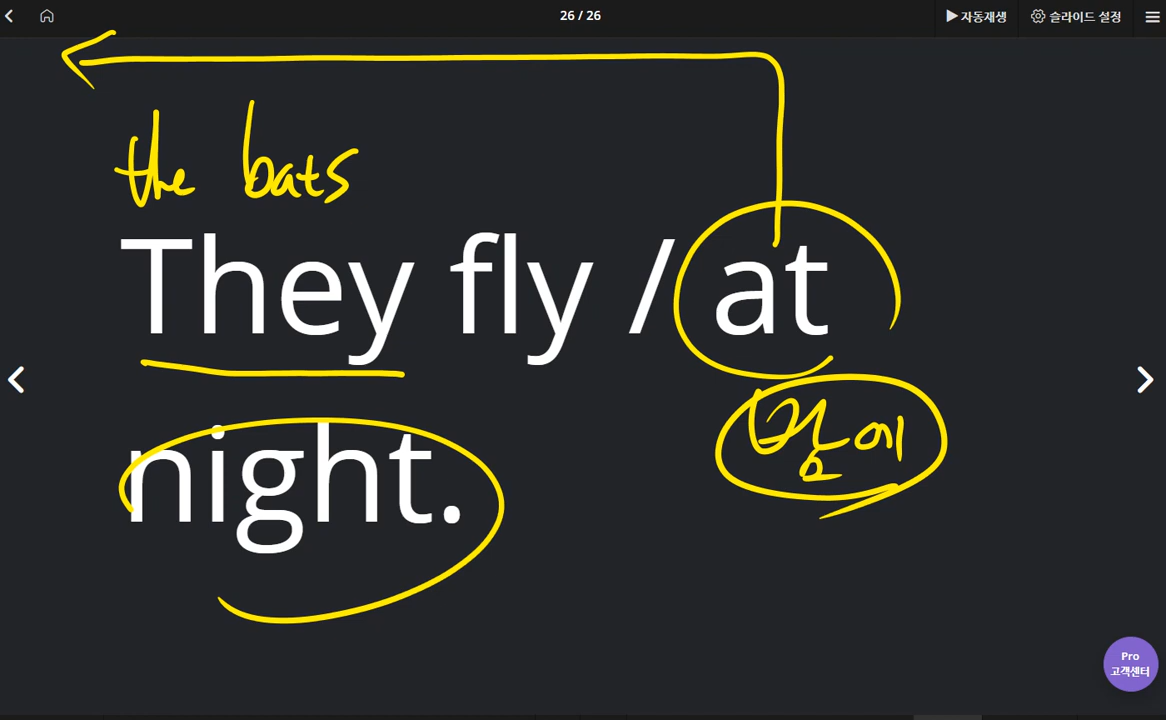 26 / 26
자동재생
슬라이드 설정
the bats
They fly / at
night.
에
Pro
고객센터